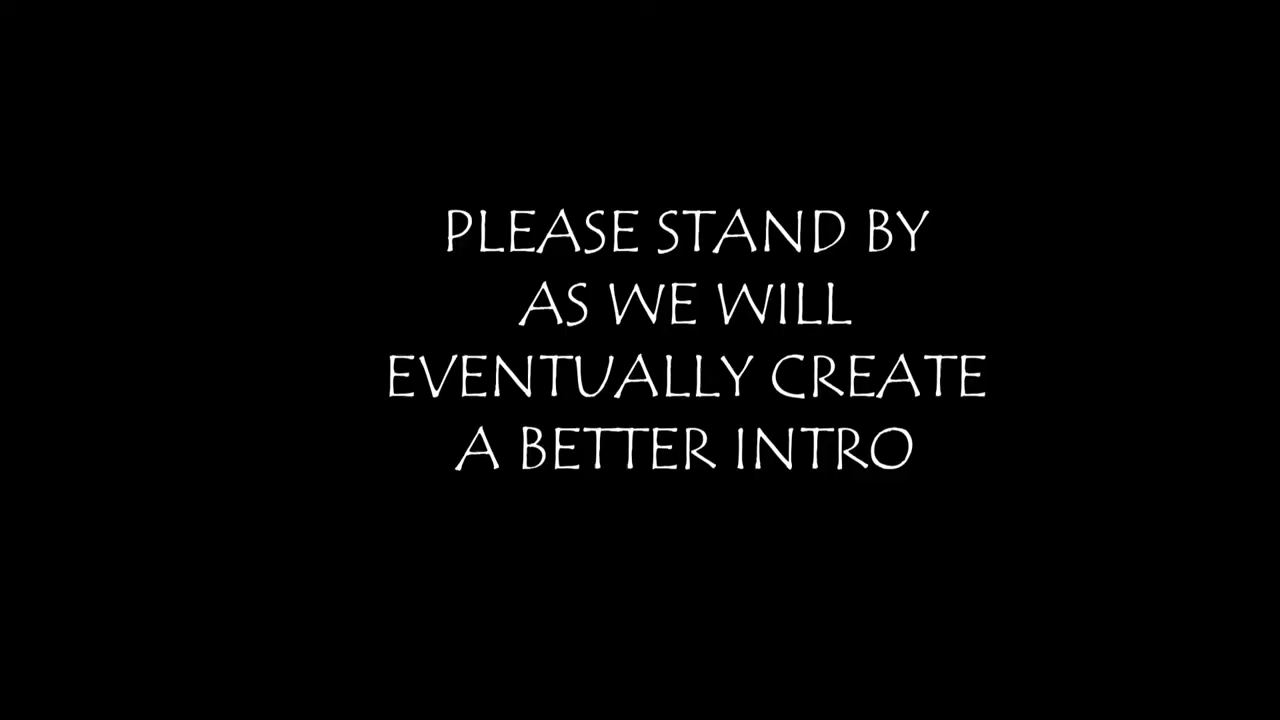 PLEASE STAND BY
AS WE WILL
EVENTUALLY CREATE
A BETTER INTRO